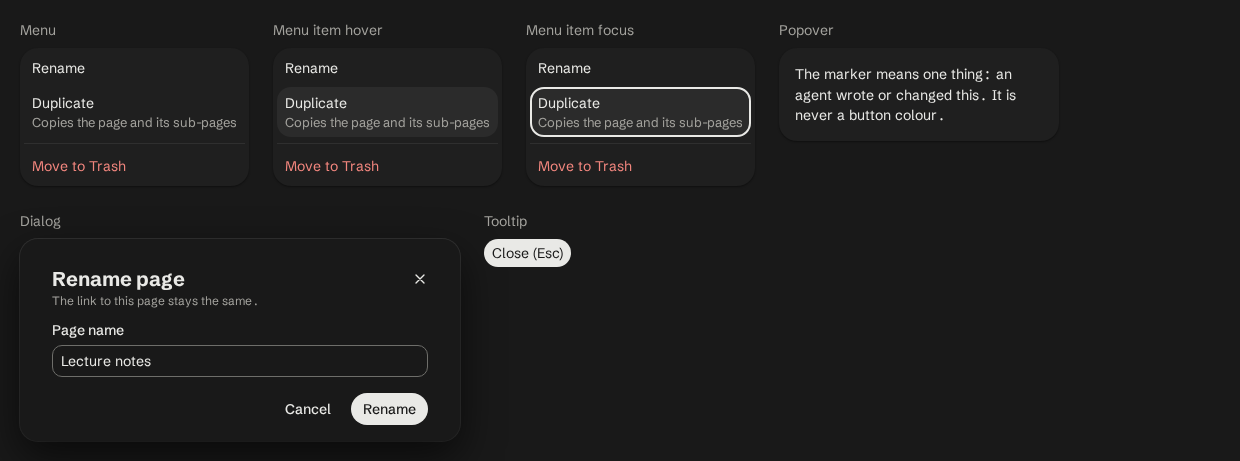 Menu
Rename
Duplicate
Copies the page and its sub-pages
Move to Trash
Menu item hover
Rename
Duplicate
Copies the page and its sub-pages
Move to Trash
Menu item focus
Rename
Duplicate
Copies the page and its sub-pages
Move to Trash
Popover
The marker means one thing: an
agent wrote or changed this. It is
never a button colour.
Dialog
Rename page
The link to this page stays the same.
Page name
Lecture notes
Cancel
Rename
Tooltip
Close (Esc)